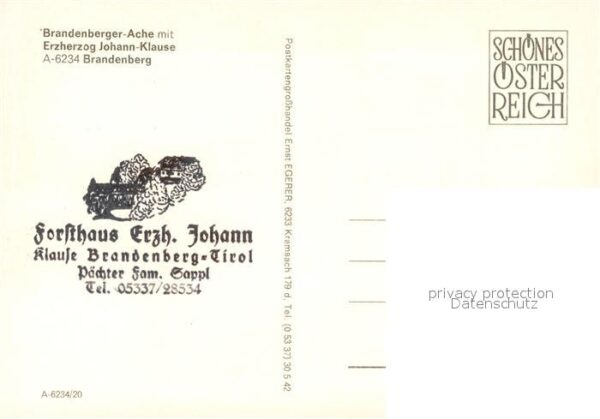 Brandenberger-Ache mit
Erzherzog Johann-Klause
A-6234 Brandenberg
SCHÖNES
ÖSTER
REICH
Forsthaus Erzh. Johann
Klause Brandenberg-Tirol
Pächter Fam. Sappl
Tel. 05337/28534
Postkartengroßhandel Ernst EGERER, 6233 Kramsach 179 d, Tel. (0 53 37) 30 5 42
privacy protection
Datenschutz
A-6234/20